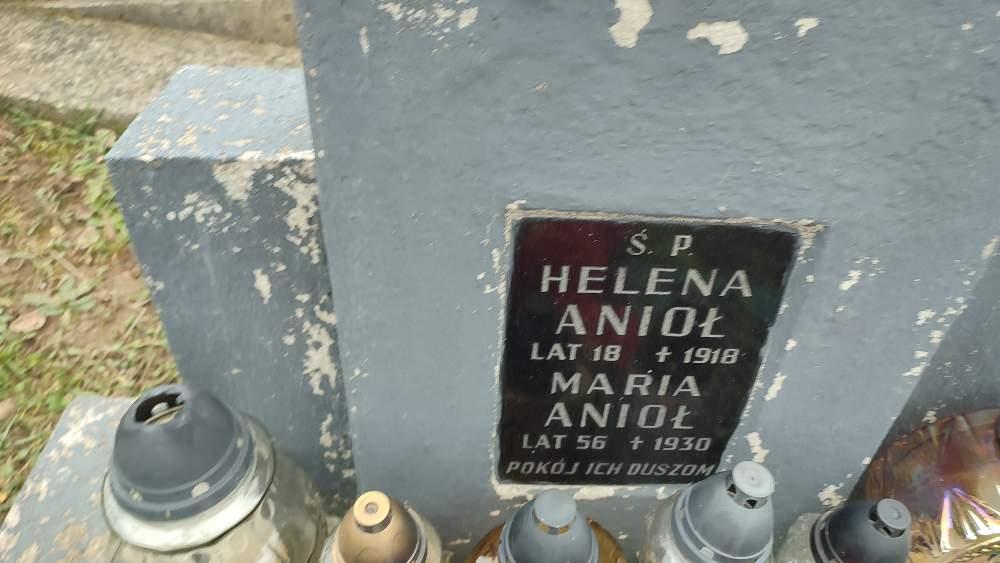 Ś. P.
HELENA
ANIOŁ
LAT 18 † 1918
MARIA
ANIOŁ
LAT 56 † 1930
POKÓJ ICH DUSZOM